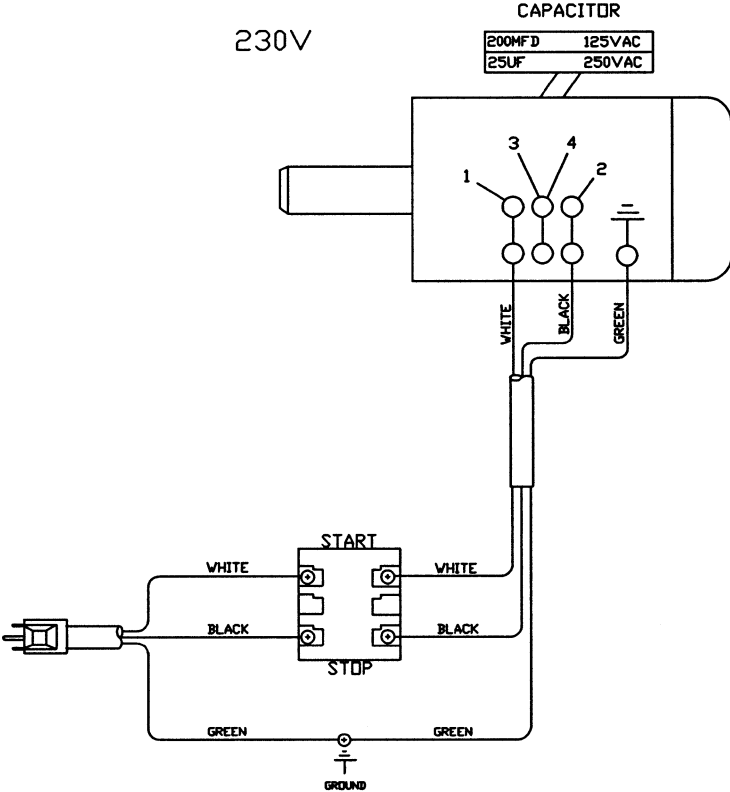 CAPACITOR
230V
200MFD 125VAC
25UF 250VAC
3 4
1 2
WHITE
BLACK
GREEN
START
WHITE WHITE
BLACK BLACK
STOP
GREEN GREEN
GROUND